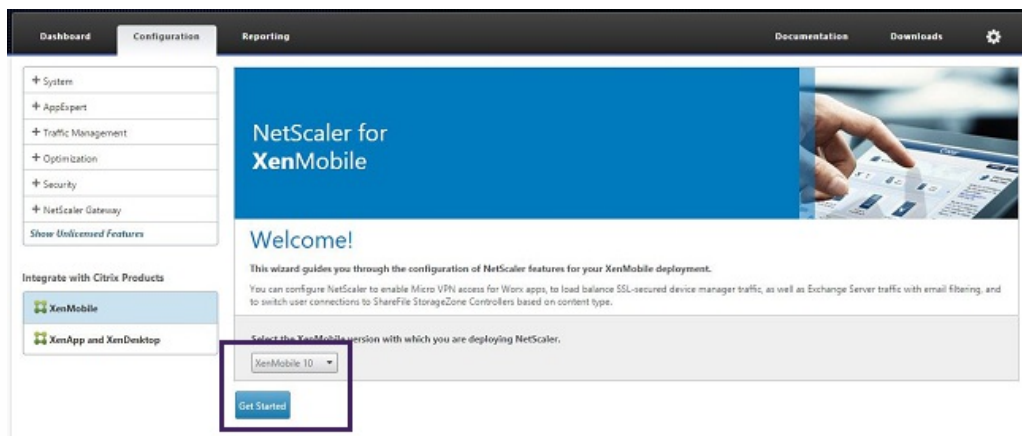 Dashboard Configuration Reporting Documentation Downloads
+ System
+ AppExpert
+ Traffic Management
+ Optimization
+ Security
+ NetScaler Gateway
Show Unlicensed Features
Integrate with Citrix Products
XenMobile
XenApp and XenDesktop
NetScaler for
XenMobile
Welcome!
This wizard guides you through the configuration of NetScaler features for your XenMobile deployment.
You can configure NetScaler to enable Micro VPN access for Worx apps, to load balance SSL-secured device manager traffic, as well as Exchange Server traffic with email filtering, and
to switch user connections to ShareFile StorageZone Controllers based on content type.
Select the XenMobile version with which you are deploying NetScaler.
XenMobile 10
Get Started